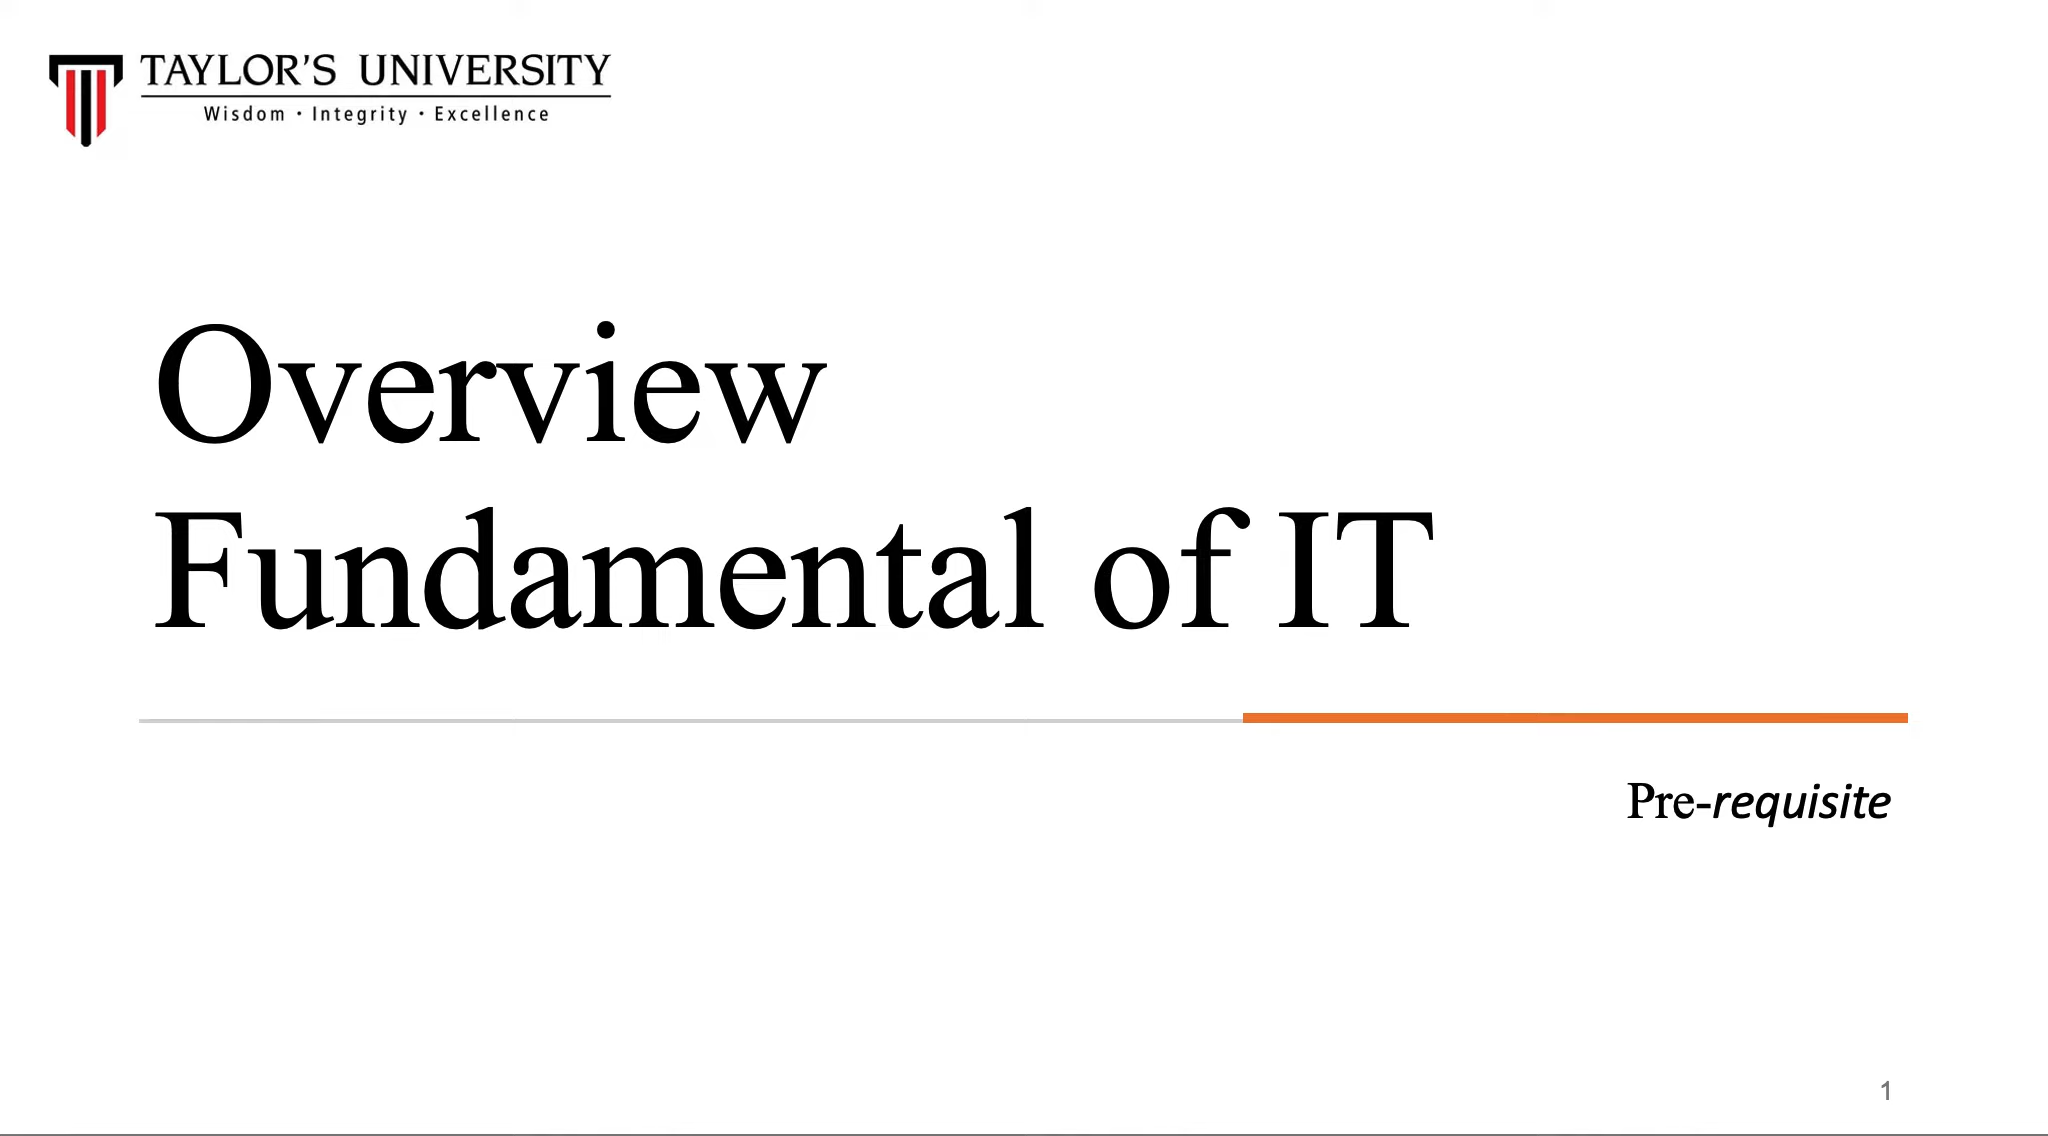 TAYLOR'S UNIVERSITY
Wisdom • Integrity • Excellence
Overview
Fundamental of IT
Pre-requisite
1